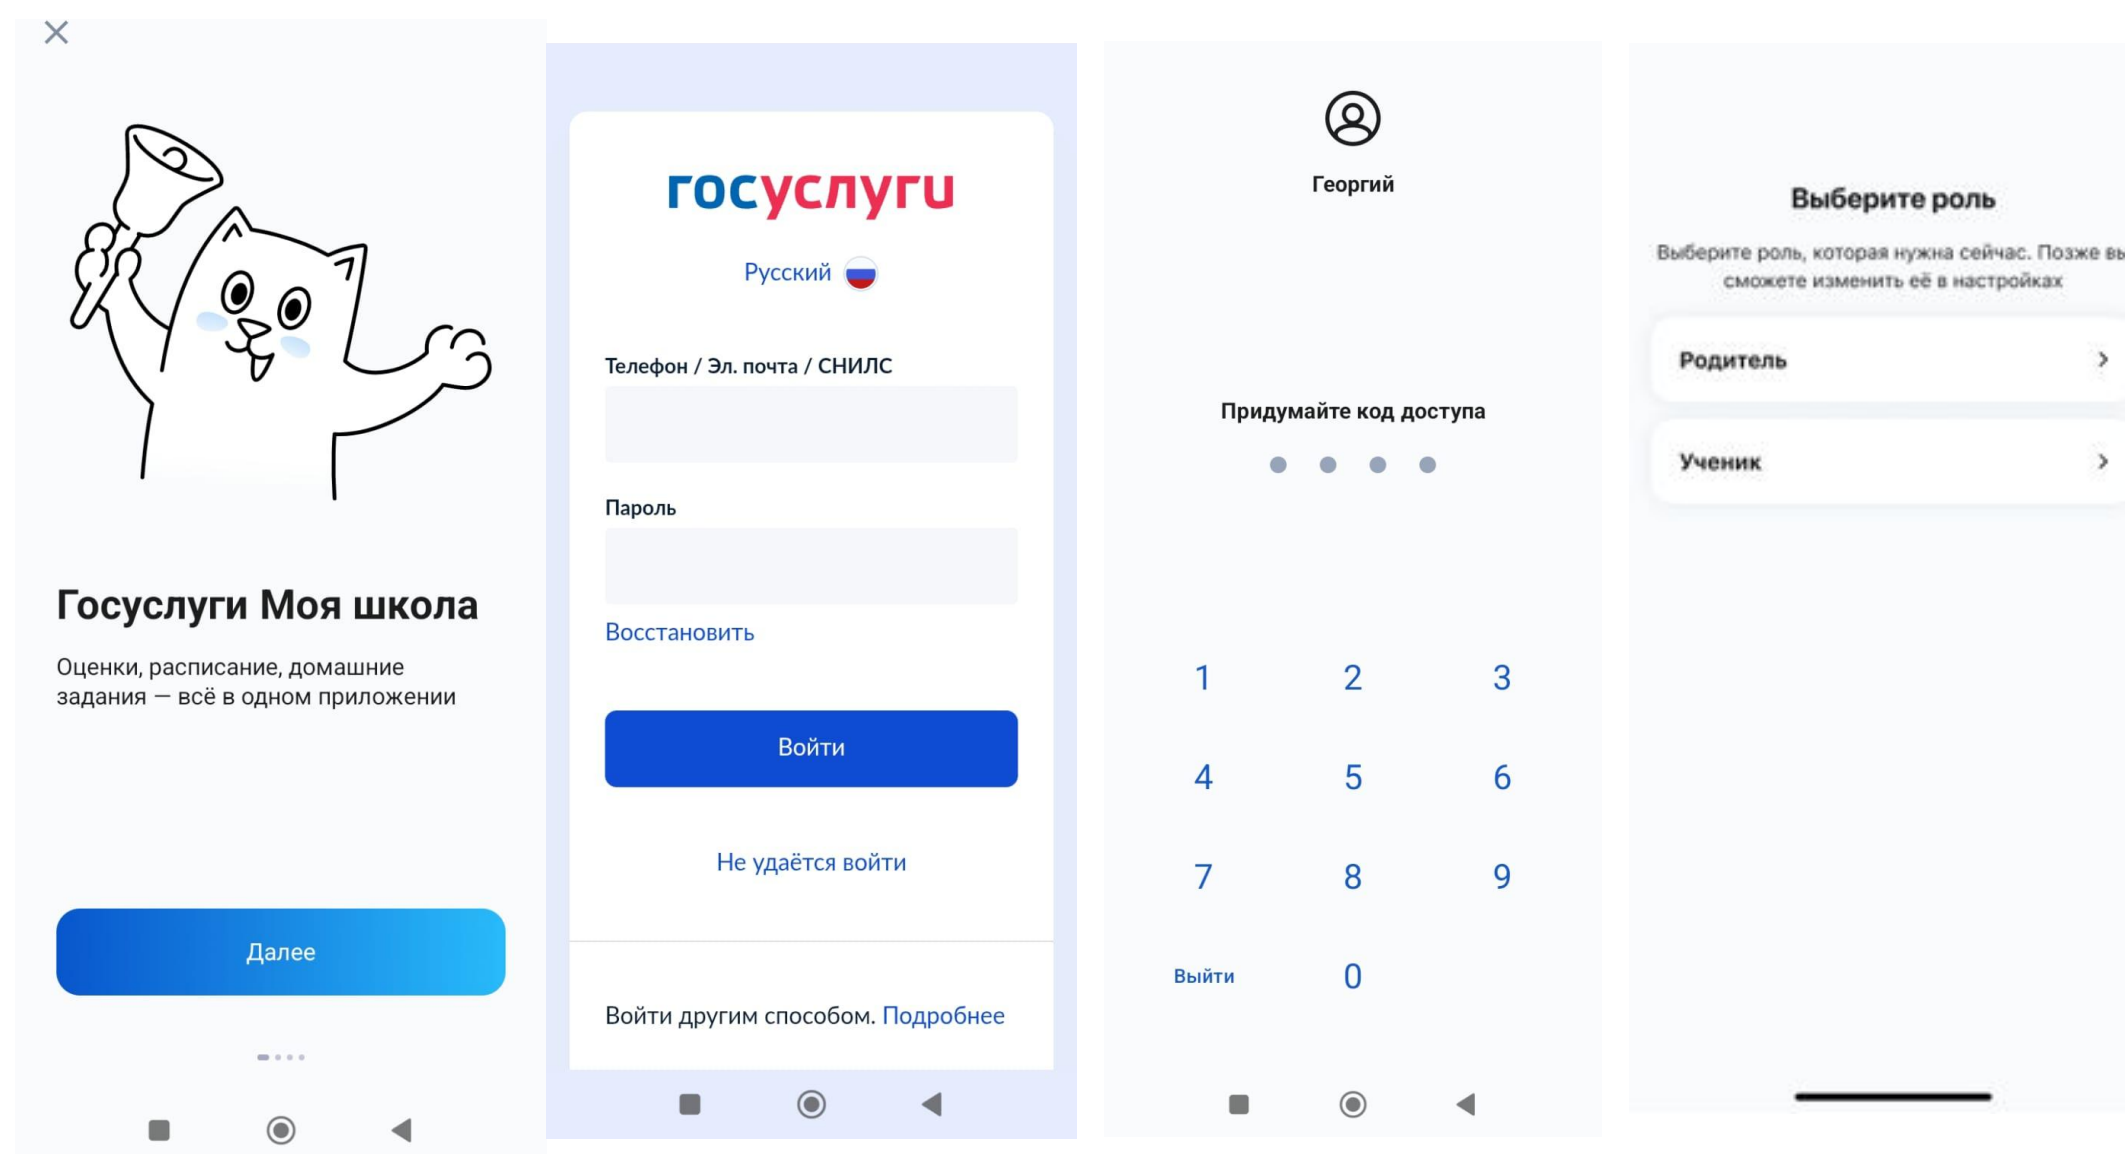 Госуслуги Моя школа
Оценки, расписание, домашние
задания — всё в одном приложении
Далее
госуслуги
Русский
Телефон / Эл. почта / СНИЛС
Пароль
Восстановить
Войти
Не удаётся войти
Войти другим способом. Подробнее
Георгий
Придумайте код доступа
1 2 3
4 5 6
7 8 9
Выйти 0
Выберите роль
Выберите роль, которая нужна сейчас. Позже вы
сможете изменить её в настройках
Родитель
Ученик